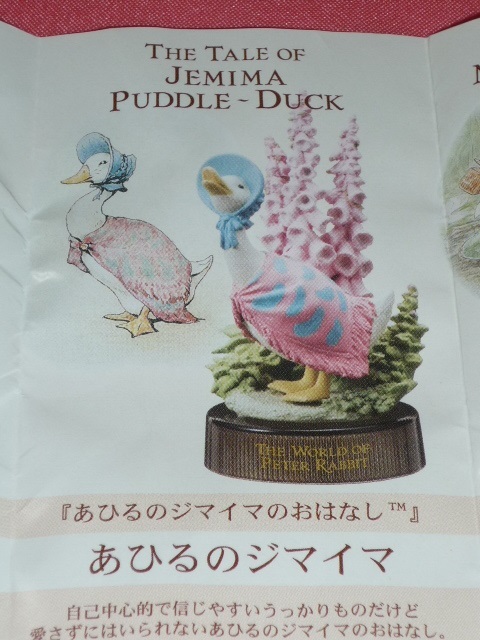 THE TALE OF
JEMIMA
PUDDLE-DUCK
THE WORLD OF
PETER RABBIT
『あひるのジマイマのおはなし™』
あひるのジマイマ
自己中心的で信じやすいうっかりものだけど
愛さずにはいられないあひるのジマイマのおはなし。